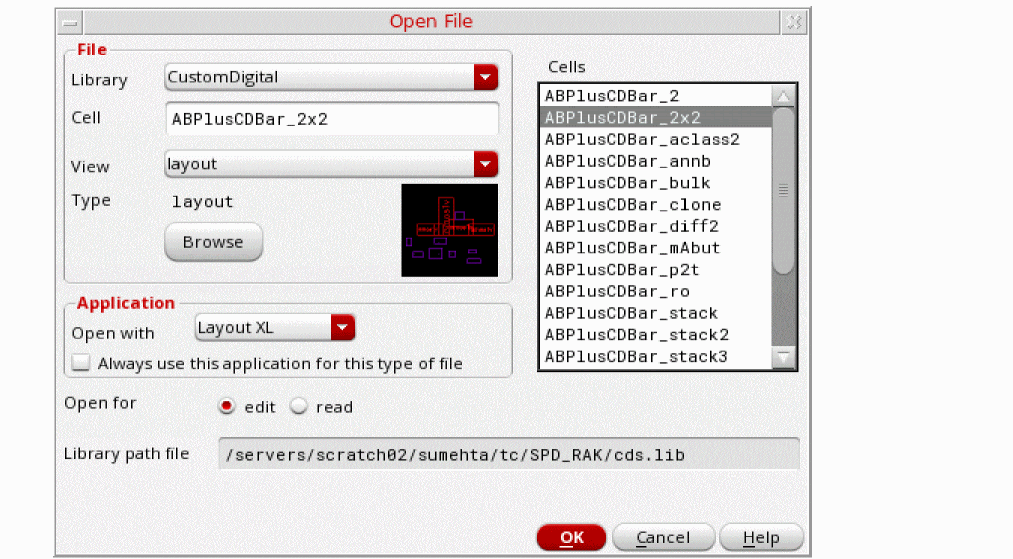 Open File
File
Library CustomDigital
Cell ABPlusCDBar_2x2
View layout
Type layout
Browse
Application
Open with Layout XL
Always use this application for this type of file
Cells
ABPlusCDBar_2
ABPlusCDBar_2x2
ABPlusCDBar_aclass2
ABPlusCDBar_annb
ABPlusCDBar_bulk
ABPlusCDBar_clone
ABPlusCDBar_diff2
ABPlusCDBar_mAbut
ABPlusCDBar_p2t
ABPlusCDBar_ro
ABPlusCDBar_stack
ABPlusCDBar_stack2
ABPlusCDBar_stack3
Open for edit read
Library path file /servers/scratch02/sumehta/tc/SPD_RAK/cds.lib
OK Cancel Help